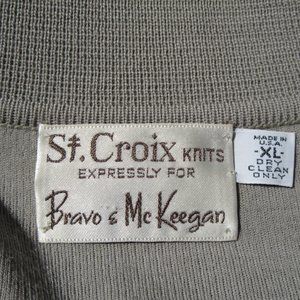 St. Croix KNITS
EXPRESSLY FOR
Bravo & McKeegan
MADE IN
U.S.A.
-XL-
DRY
CLEAN
ONLY